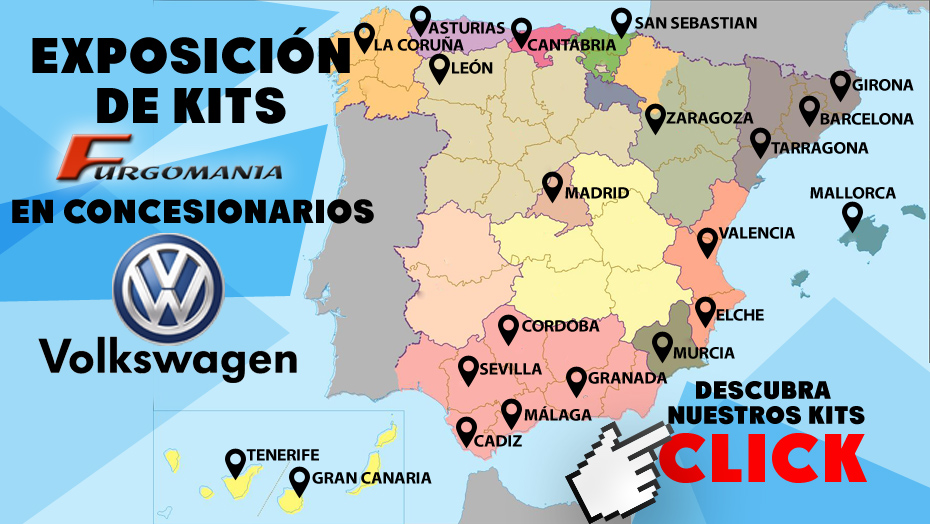 EXPOSICIÓN
DE KITS
FURGOMANIA
EN CONCESIONARIOS
VW
Volkswagen
LA CORUÑA
ASTURIAS
CANTABRIA
SAN SEBASTIAN
LEÓN
ZARAGOZA
GIRONA
BARCELONA
TARRAGONA
MADRID
MALLORCA
VALENCIA
ELCHE
CORDOBA
MURCIA
SEVILLA
GRANADA
MÁLAGA
CADIZ
TENERIFE
GRAN CANARIA
DESCUBRA
NUESTROS KITS
CLICK